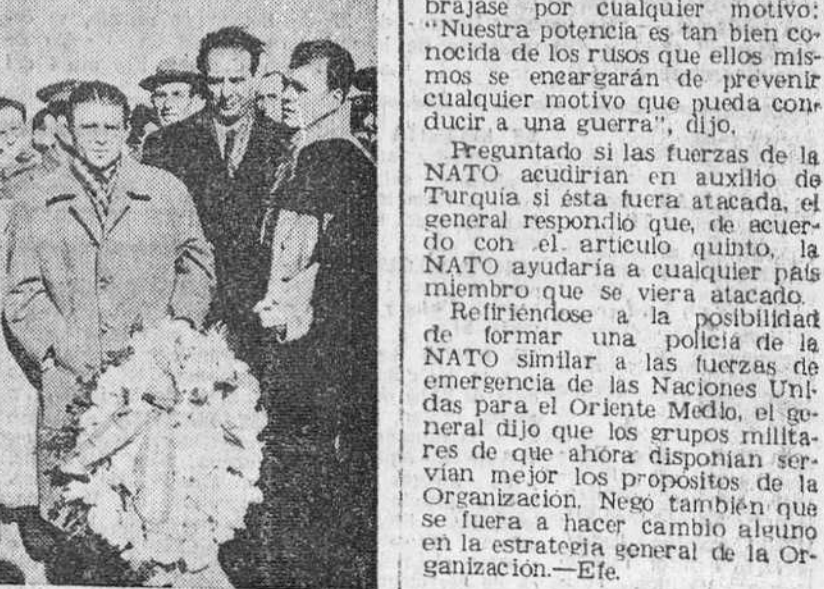 brájase por cualquier motivo:
"Nuestra potencia es tan bien co-
nocida de los rusos que ellos mis-
mos se encargarán de prevenir
cualquier motivo que pueda con-
ducir a una guerra", dijo.
Preguntado si las fuerzas de la
NATO acudirían en auxilio de
Turquía si ésta fuera atacada, el
general respondió que, de acuer-
do con el artículo quinto, la
NATO ayudaría a cualquier país
miembro que se viera atacado.
Refiriéndose a la posibilidad
de formar una policía de la
NATO similar a las fuerzas de
emergencia de las Naciones Uni-
das para el Oriente Medio, el ge-
neral dijo que los grupos milita-
res de que ahora disponían ser-
vían mejor los propósitos de la
Organización. Negó también que
se fuera a hacer cambio alguno
en la estrategia general de la Or-
ganización.—Efe.